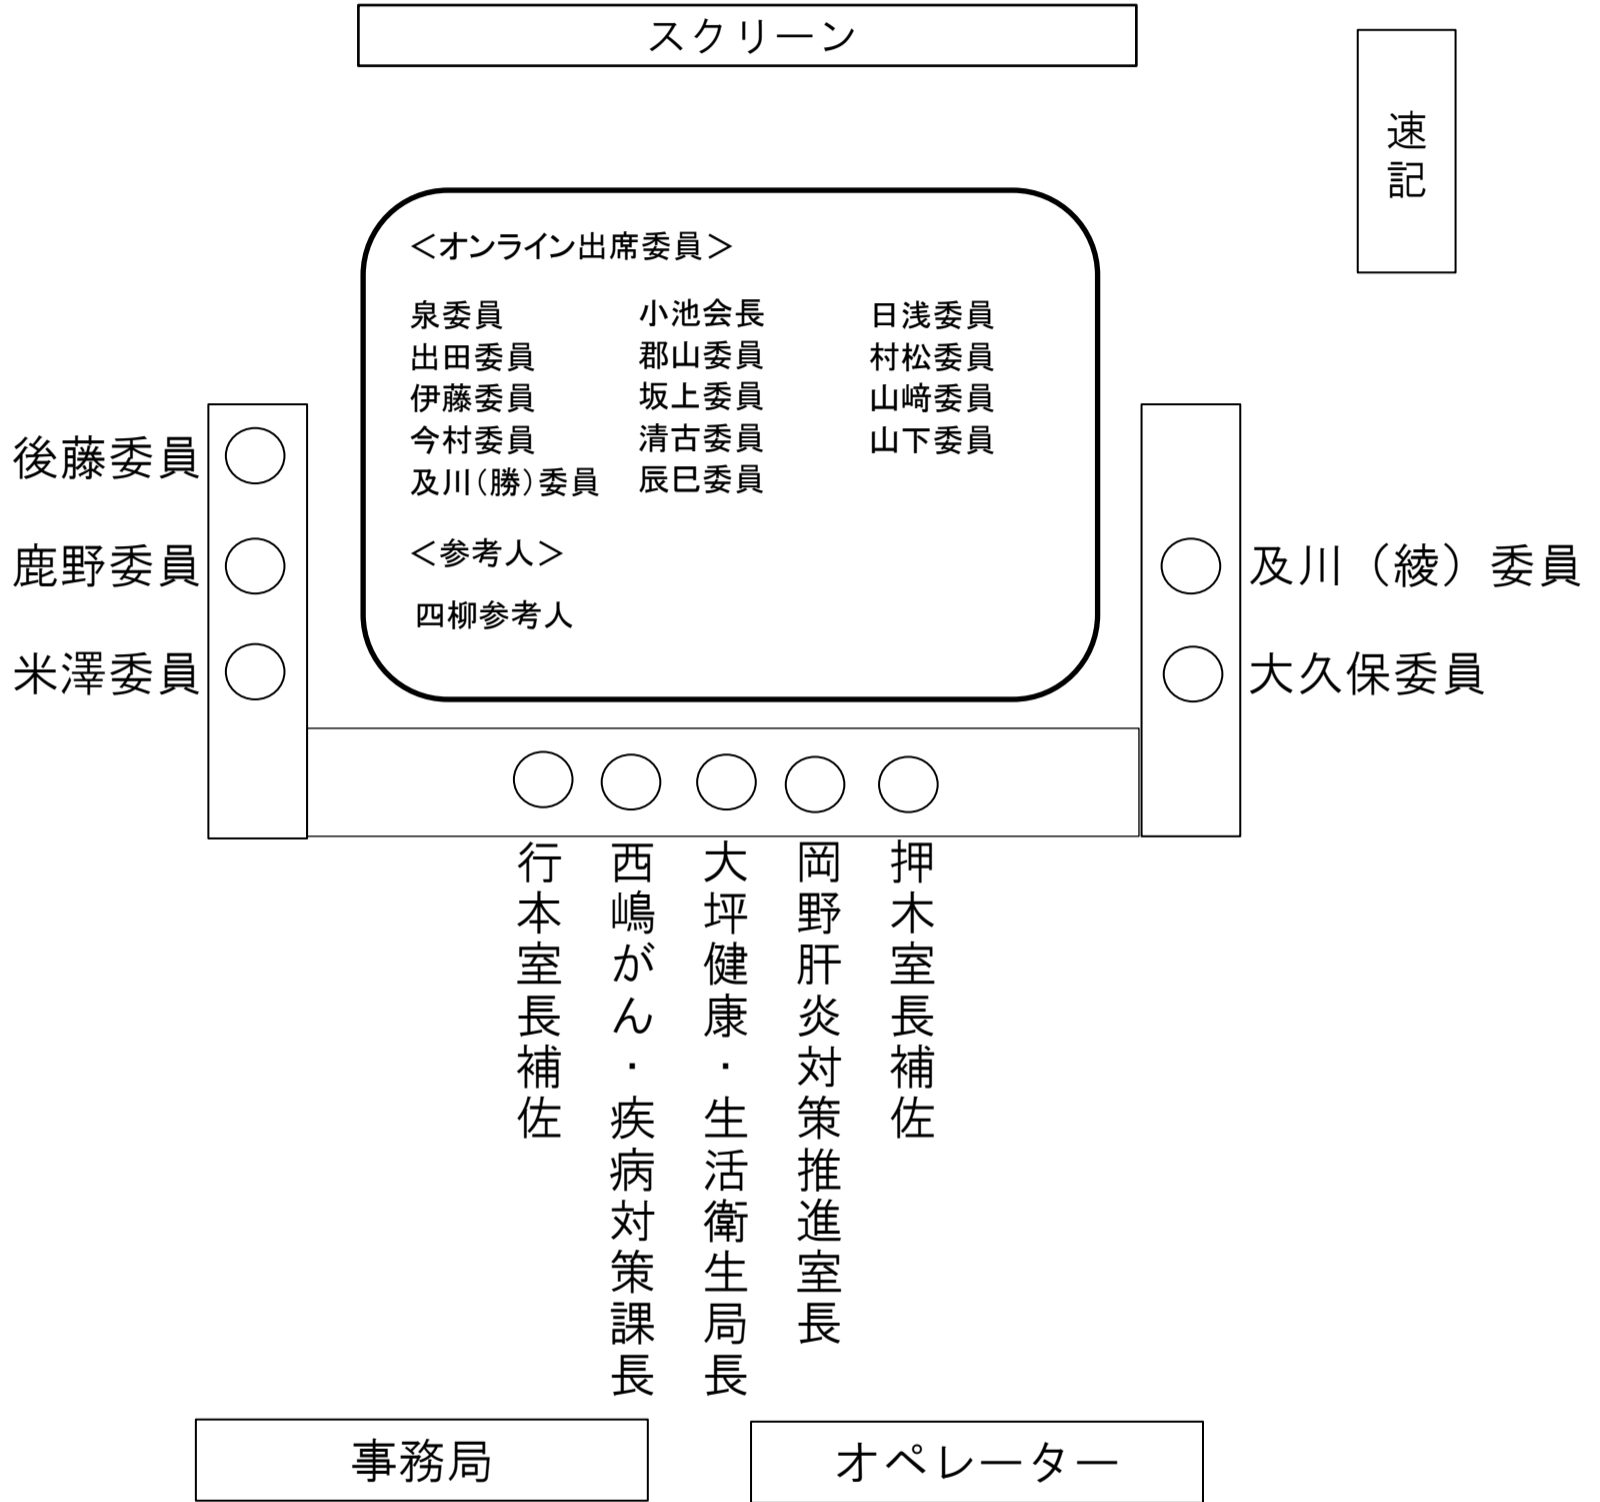 スクリーン
速記
＜オンライン出席委員＞
泉委員
出田委員
伊藤委員
今村委員
及川（勝）委員
小池会長
郡山委員
坂上委員
清古委員
辰巳委員
日浅委員
村松委員
山﨑委員
山下委員
＜参考人＞
四柳参考人
後藤委員
鹿野委員
米澤委員
及川（綾）委員
大久保委員
行本室長補佐
西嶋がん・疾病対策課長
大坪健康・生活衛生局長
岡野肝炎対策推進室長
押木室長補佐
事務局
オペレーター